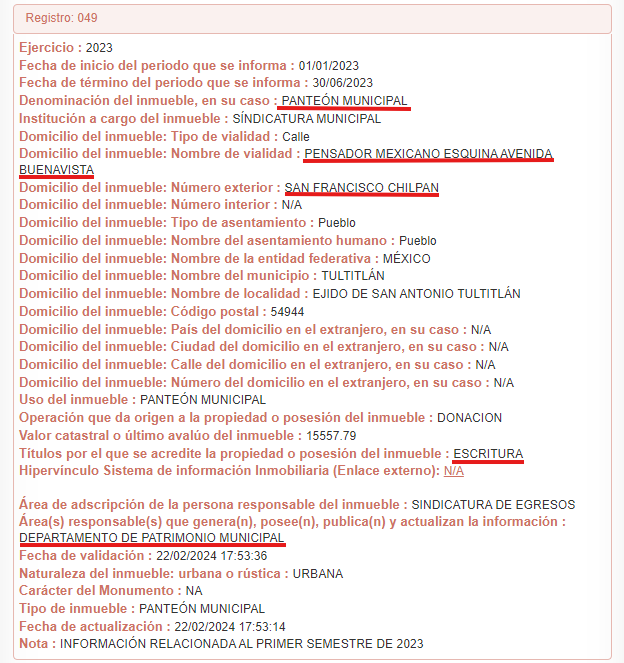 Registro: 049
Ejercicio : 2023
Fecha de inicio del periodo que se informa : 01/01/2023
Fecha de término del periodo que se informa : 30/06/2023
Denominación del inmueble, en su caso : PANTEÓN MUNICIPAL
Institución a cargo del inmueble : SÍNDICATURA MUNICIPAL
Domicilio del inmueble: Tipo de vialidad : Calle
Domicilio del inmueble: Nombre de vialidad : PENSADOR MEXICANO ESQUINA AVENIDA
BUENAVISTA
Domicilio del inmueble: Número exterior : SAN FRANCISCO CHILPAN
Domicilio del inmueble: Número interior : N/A
Domicilio del inmueble: Tipo de asentamiento : Pueblo
Domicilio del inmueble: Nombre del asentamiento humano : Pueblo
Domicilio del inmueble: Nombre de la entidad federativa : MÉXICO
Domicilio del inmueble: Nombre del municipio : TULTITLÁN
Domicilio del inmueble: Nombre de localidad : EJIDO DE SAN ANTONIO TULTITLÁN
Domicilio del inmueble: Código postal : 54944
Domicilio del inmueble: País del domicilio en el extranjero, en su caso : N/A
Domicilio del inmueble: Ciudad del domicilio en el extranjero, en su caso : N/A
Domicilio del inmueble: Calle del domicilio en el extranjero, en su caso : N/A
Domicilio del inmueble: Número del domicilio en el extranjero, en su caso : N/A
Uso del inmueble : PANTEÓN MUNICIPAL
Operación que da origen a la propiedad o posesión del inmueble : DONACION
Valor catastral o último avalúo del inmueble : 15557.79
Títulos por el que se acredite la propiedad o posesión del inmueble : ESCRITURA
Hipervínculo Sistema de información Inmobiliaria (Enlace externo): N/A
Área de adscripción de la persona responsable del inmueble : SINDICATURA DE EGRESOS
Área(s) responsable(s) que genera(n), posee(n), publica(n) y actualizan la información :
DEPARTAMENTO DE PATRIMONIO MUNICIPAL
Fecha de validación : 22/02/2024 17:53:36
Naturaleza del inmueble: urbana o rústica : URBANA
Carácter del Monumento : NA
Tipo de inmueble : PANTEÓN MUNICIPAL
Fecha de actualización : 22/02/2024 17:53:14
Nota : INFORMACIÓN RELACIONADA AL PRIMER SEMESTRE DE 2023